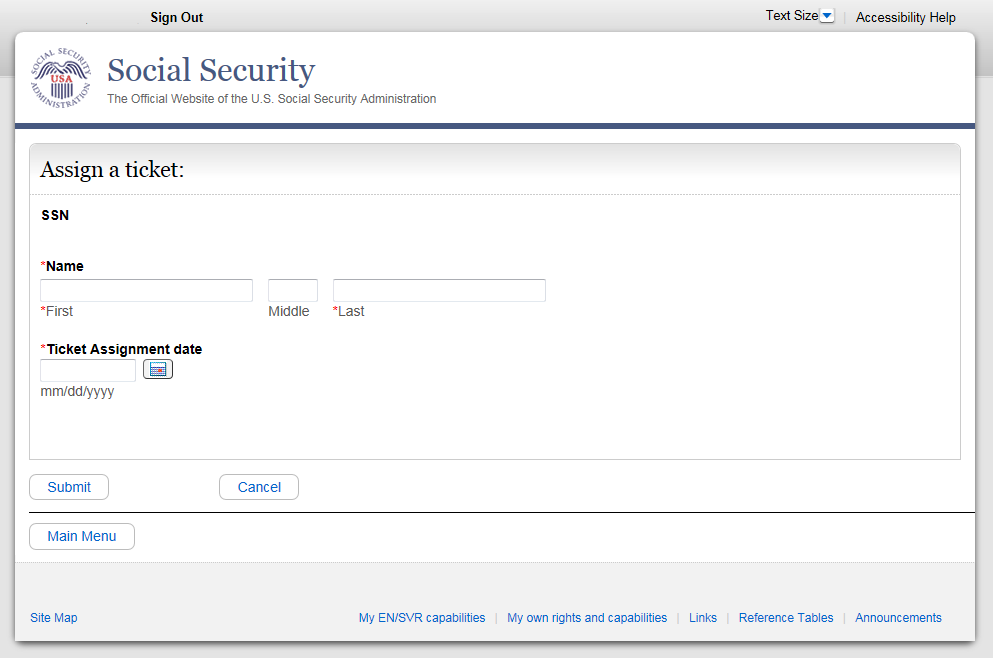 Sign Out Text Size Accessibility Help
SOCIAL SECURITY ADMINISTRATION
USA
Social Security
The Official Website of the U.S. Social Security Administration
Assign a ticket:
SSN
*Name
*First Middle *Last
*Ticket Assignment date
mm/dd/yyyy
Submit Cancel
Main Menu
Site Map My EN/SVR capabilities | My own rights and capabilities | Links | Reference Tables | Announcements